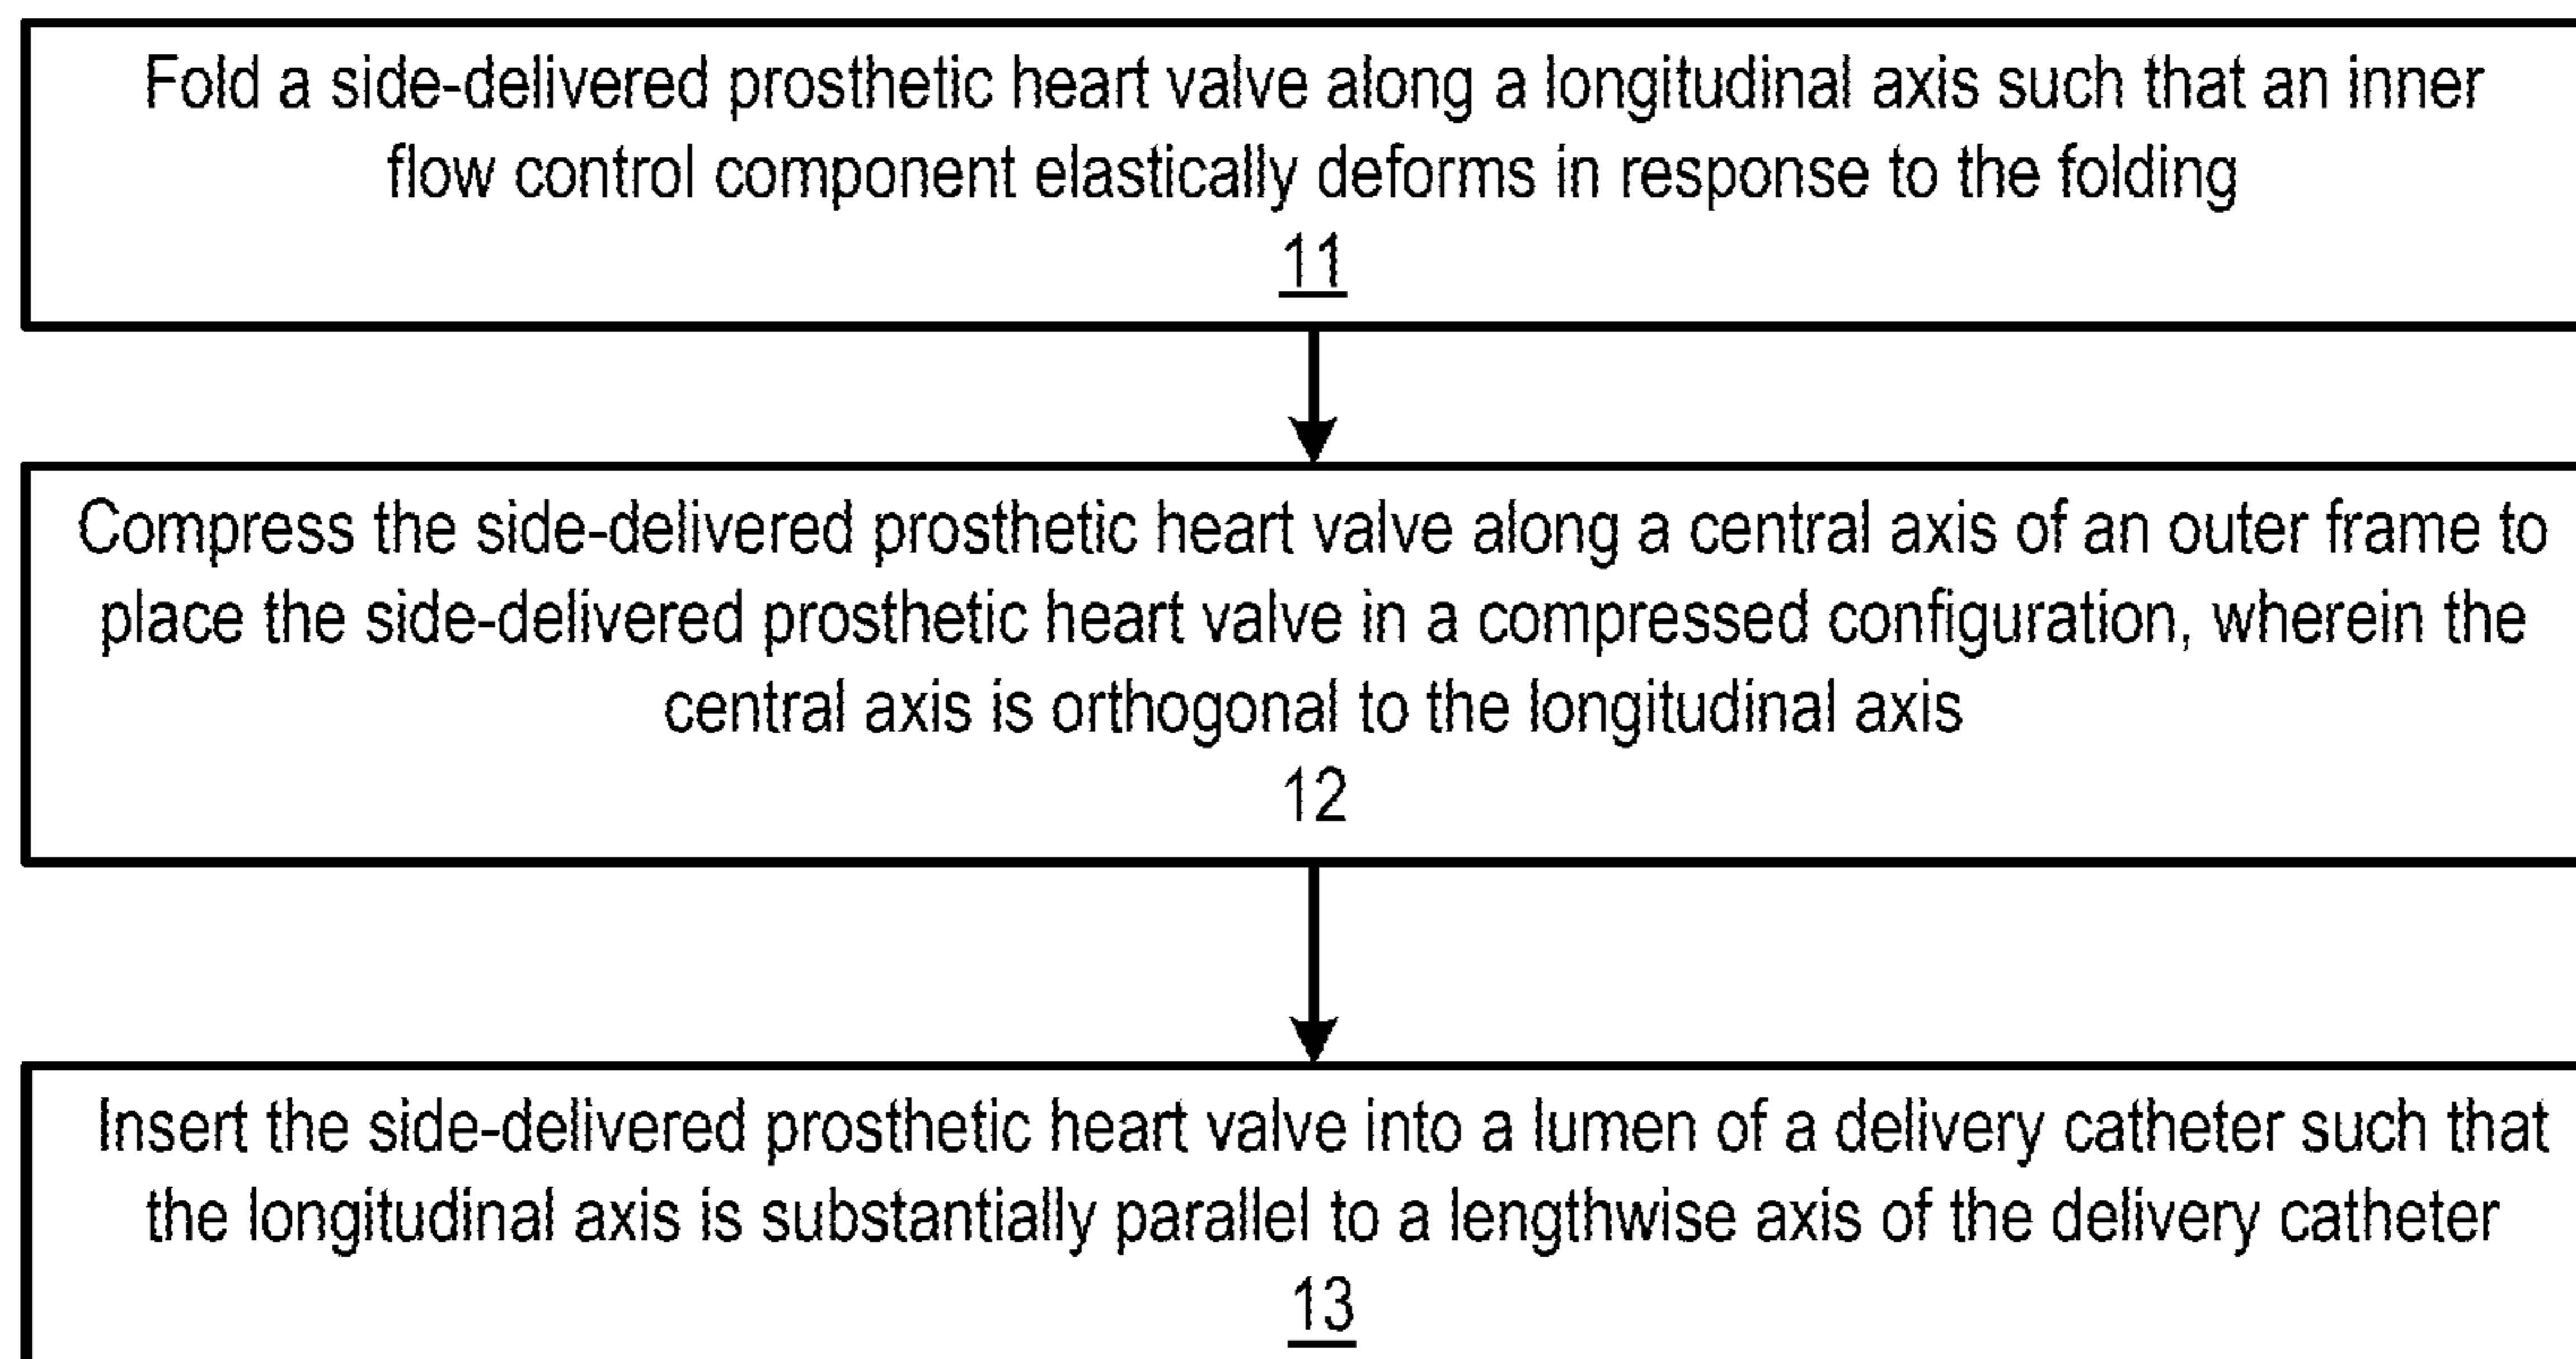 Fold a side-delivered prosthetic heart valve along a longitudinal axis such that an inner
flow control component elastically deforms in response to the folding
11
Compress the side-delivered prosthetic heart valve along a central axis of an outer frame to
place the side-delivered prosthetic heart valve in a compressed configuration, wherein the
central axis is orthogonal to the longitudinal axis
12
Insert the side-delivered prosthetic heart valve into a lumen of a delivery catheter such that
the longitudinal axis is substantially parallel to a lengthwise axis of the delivery catheter
13